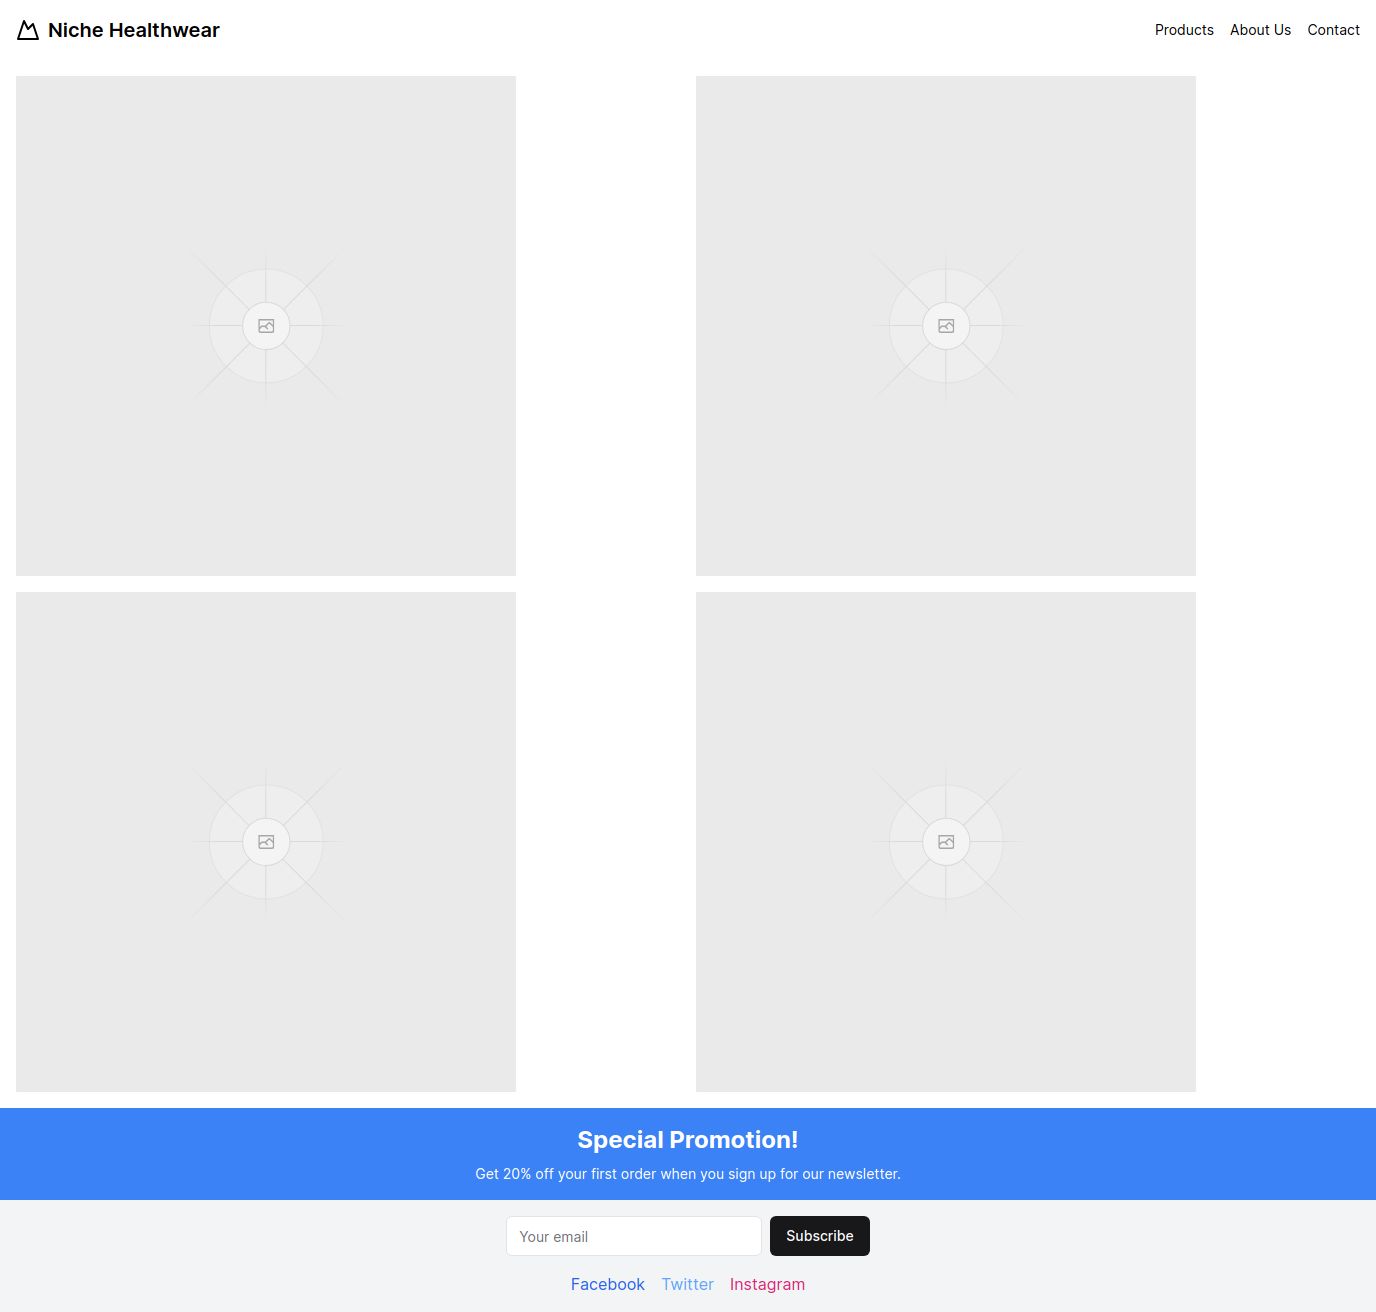 Niche Healthwear
Products About Us Contact
Special Promotion!
Get 20% off your first order when you sign up for our newsletter.
Your email
Subscribe
Facebook Twitter Instagram